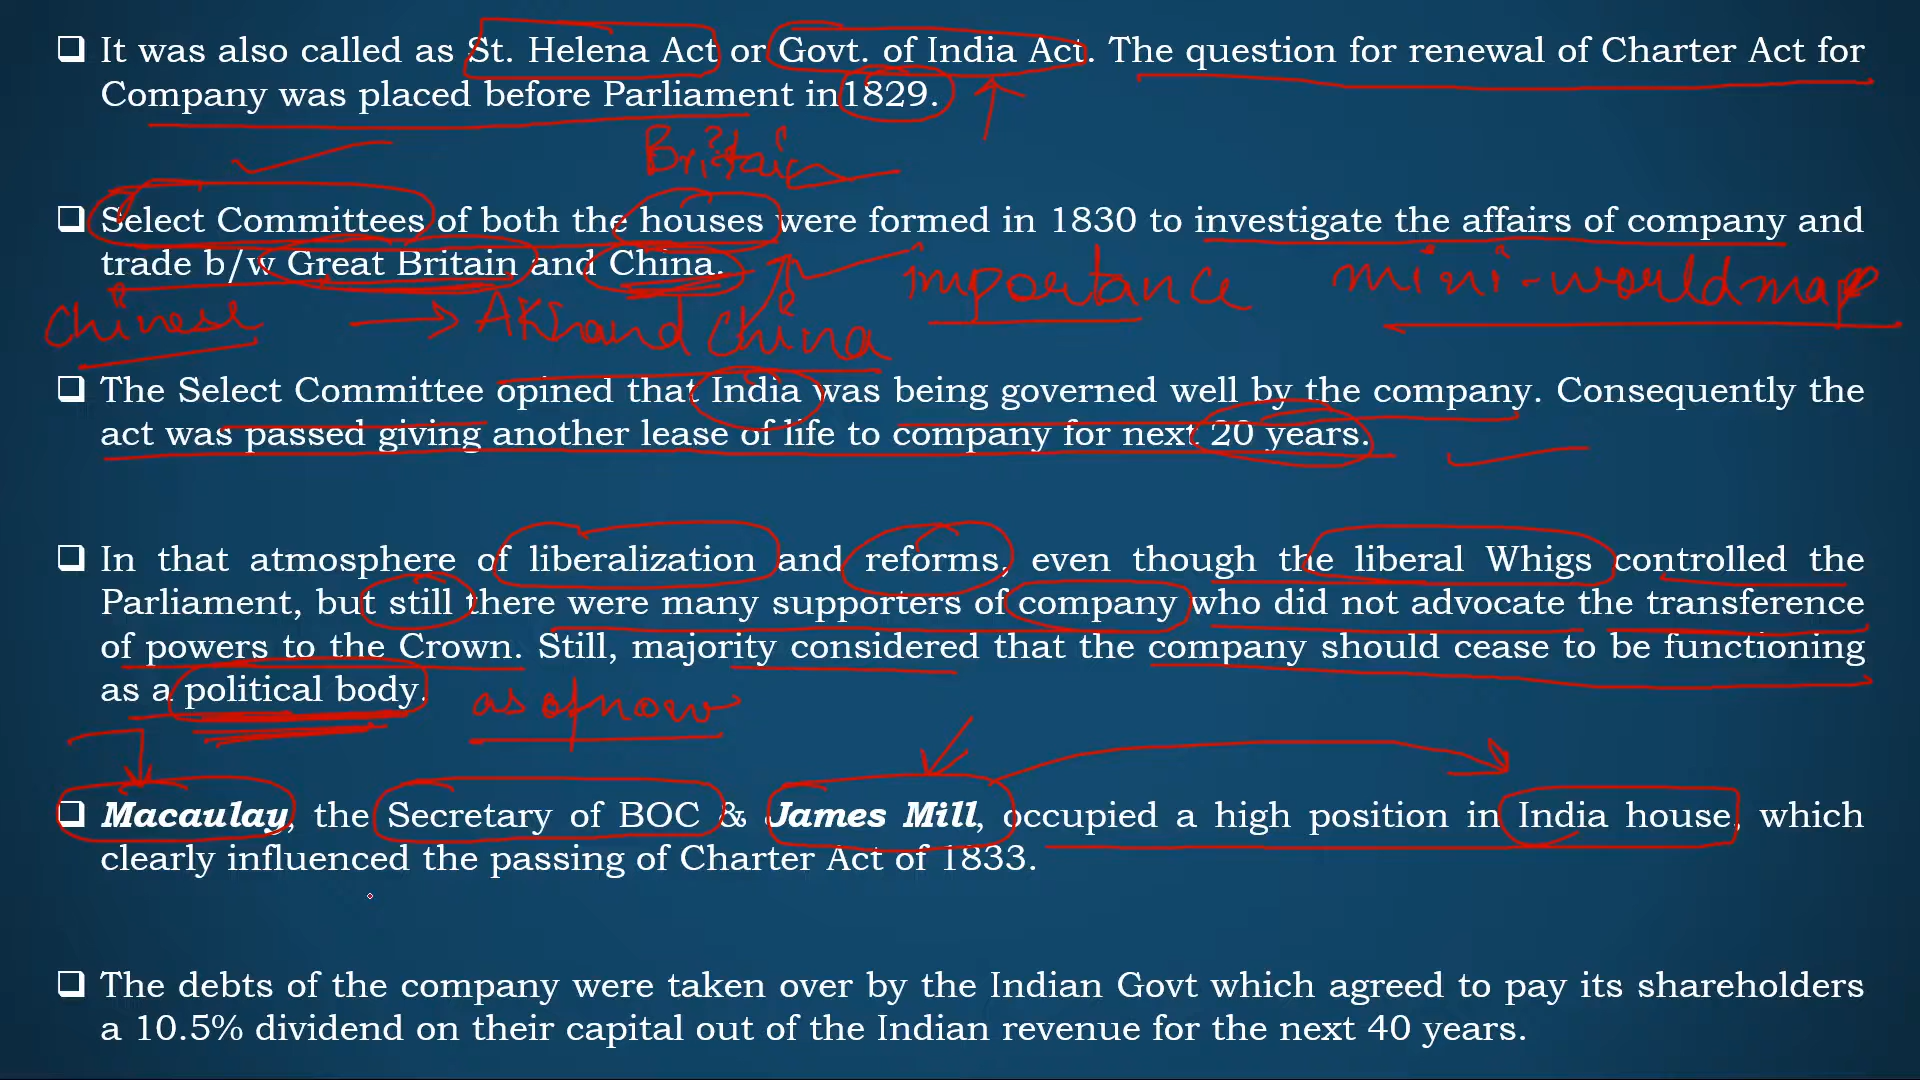 ❑ It was also called as St. Helena Act or Govt. of India Act. The question for renewal of Charter Act for
Company was placed before Parliament in 1829.
Britain
❑ Select Committees of both the houses were formed in 1830 to investigate the affairs of company and
trade b/w Great Britain and China.
importance
mini-worldmap
Chinese → AKhand China
❑ The Select Committee opined that India was being governed well by the company. Consequently the
act was passed giving another lease of life to company for next 20 years.
❑ In that atmosphere of liberalization and reforms, even though the liberal Whigs controlled the
Parliament, but still there were many supporters of company who did not advocate the transference
of powers to the Crown. Still, majority considered that the company should cease to be functioning
as a political body.
as of now
❑ Macaulay, the Secretary of BOC & James Mill, occupied a high position in India house, which
clearly influenced the passing of Charter Act of 1833.
❑ The debts of the company were taken over by the Indian Govt which agreed to pay its shareholders
a 10.5% dividend on their capital out of the Indian revenue for the next 40 years.